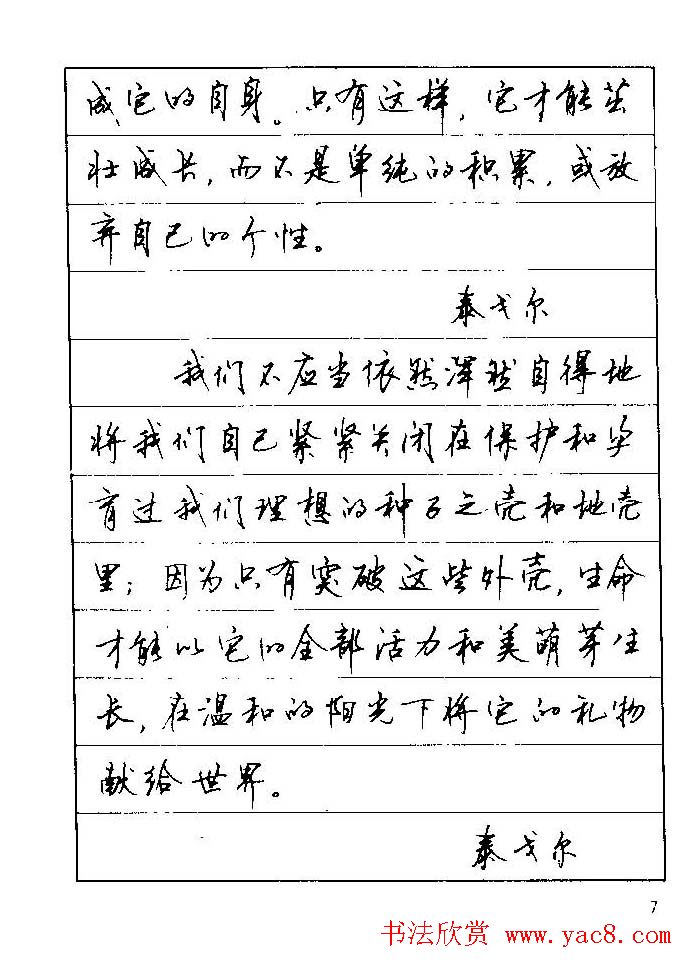 成它的自身。只有这样，它才能茁
壮成长，而不是单纯的积累，或放
弃自己的个性。
泰戈尔
我们不应当依然浑然自得地
将我们自己紧紧关闭在保护和孕
育过我们理想的种子之壳和地壳
里；因为只有突破这些外壳，生命
才能以它的全部活力和美萌芽生
长，在温和的阳光下将它的礼物
献给世界。
泰戈尔
7
书法欣赏 www.yac8.com